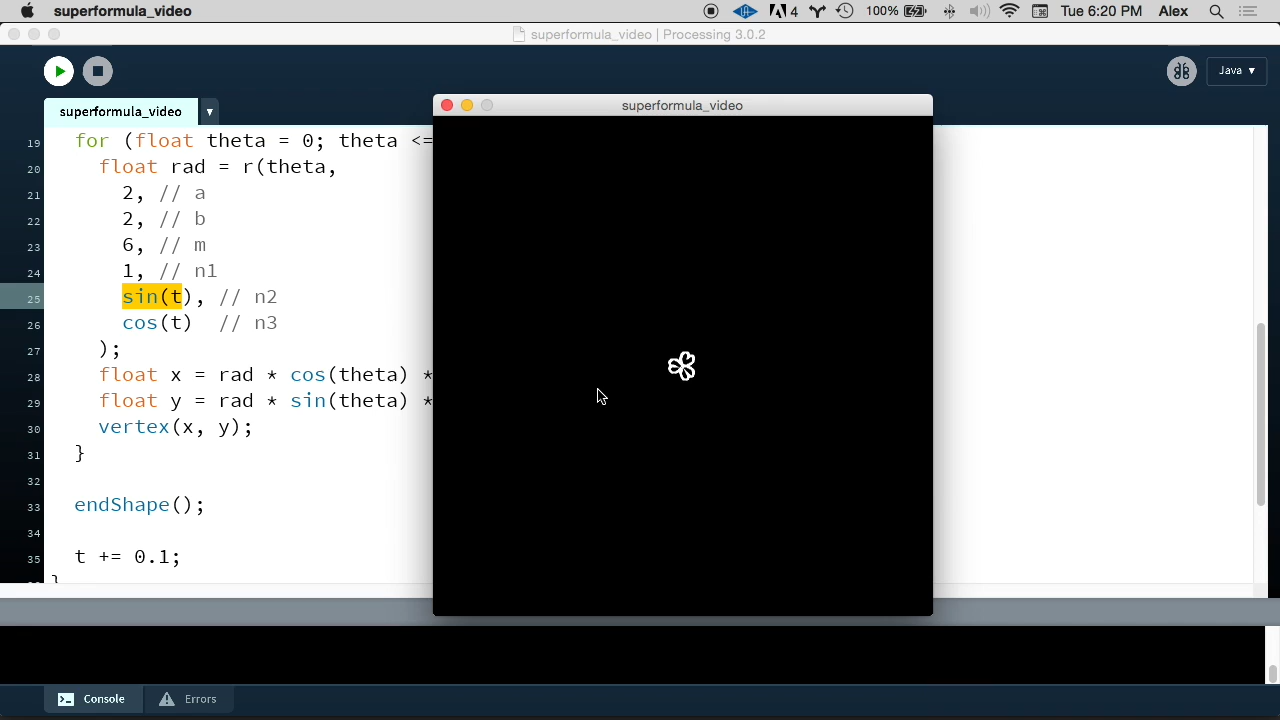 superformula_video
4
100%
Tue 6:20 PM
Alex
superformula_video | Processing 3.0.2
Java ▾
superformula_video
superformula_video
19 for (float theta = 0; theta <=
20 float rad = r(theta,
21 2, // a
22 2, // b
23 6, // m
24 1, // n1
25 sin(t), // n2
26 cos(t) // n3
27 );
28 float x = rad * cos(theta) *
29 float y = rad * sin(theta) *
30 vertex(x, y);
31 }
32
33 endShape();
34
35 t += 0.1;
}
Console
Errors